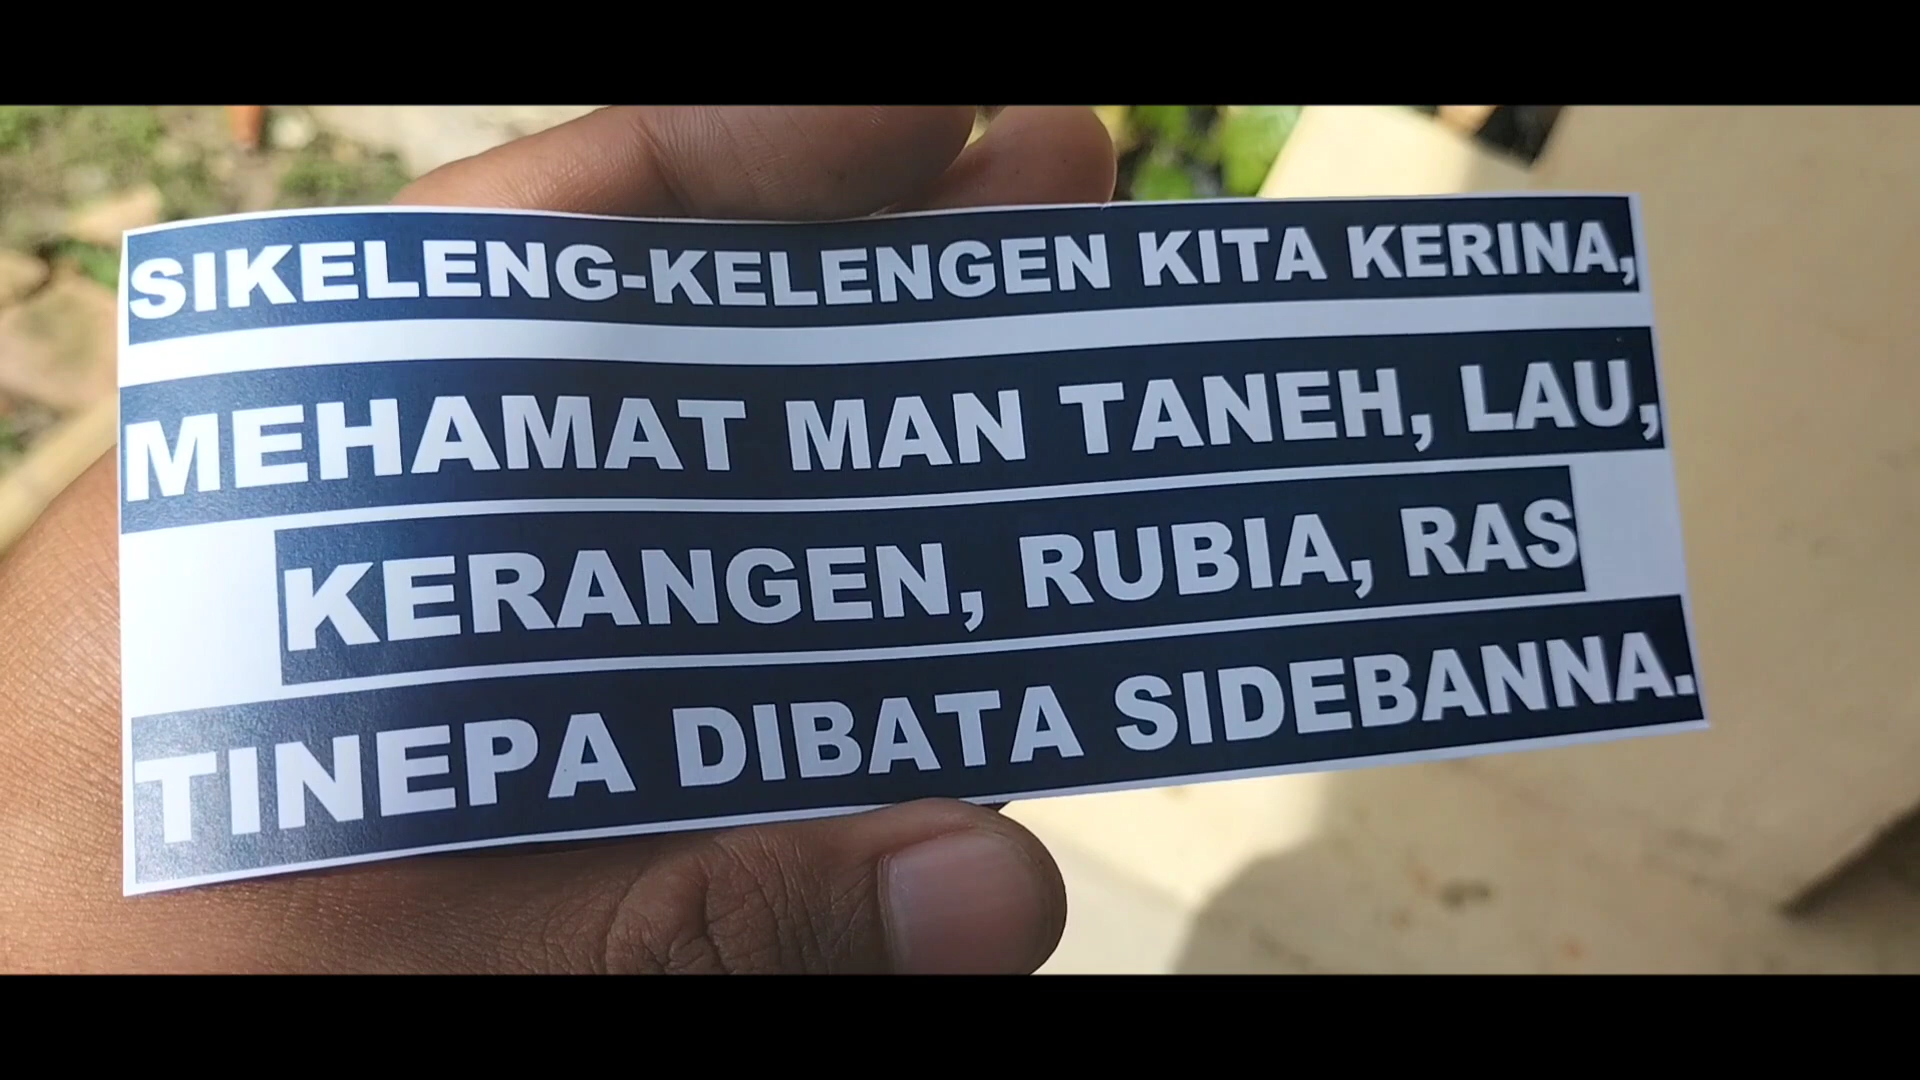 SIKELENG-KELENGEN KITA KERINA,
MEHAMAT MAN TANEH, LAU,
KERANGEN, RUBIA, RAS
TINEPA DIBATA SIDEBANNA.